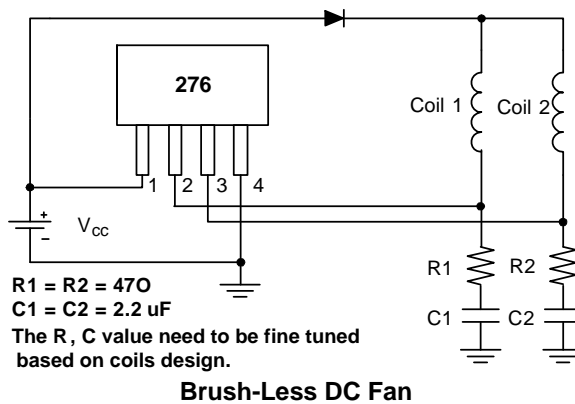 276
Coil 1
Coil 2
1
2
3
4
+
VCC
−
R1
R2
C1
C2
R1 = R2 = 47O
C1 = C2 = 2.2 uF
The R , C value need to be fine tuned
based on coils design.
Brush-Less DC Fan